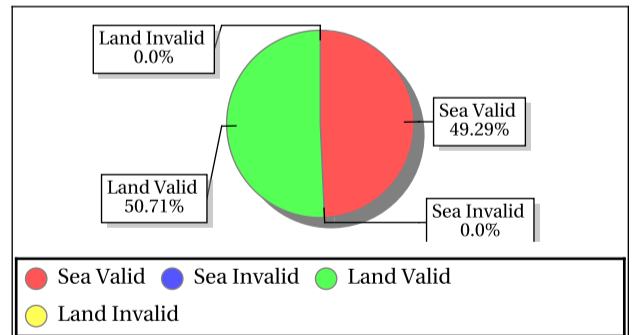 Land Invalid
0.0%
Sea Valid
49.29%
Land Valid
50.71%
Sea Invalid
0.0%
Sea Valid Sea Invalid Land Valid
Land Invalid